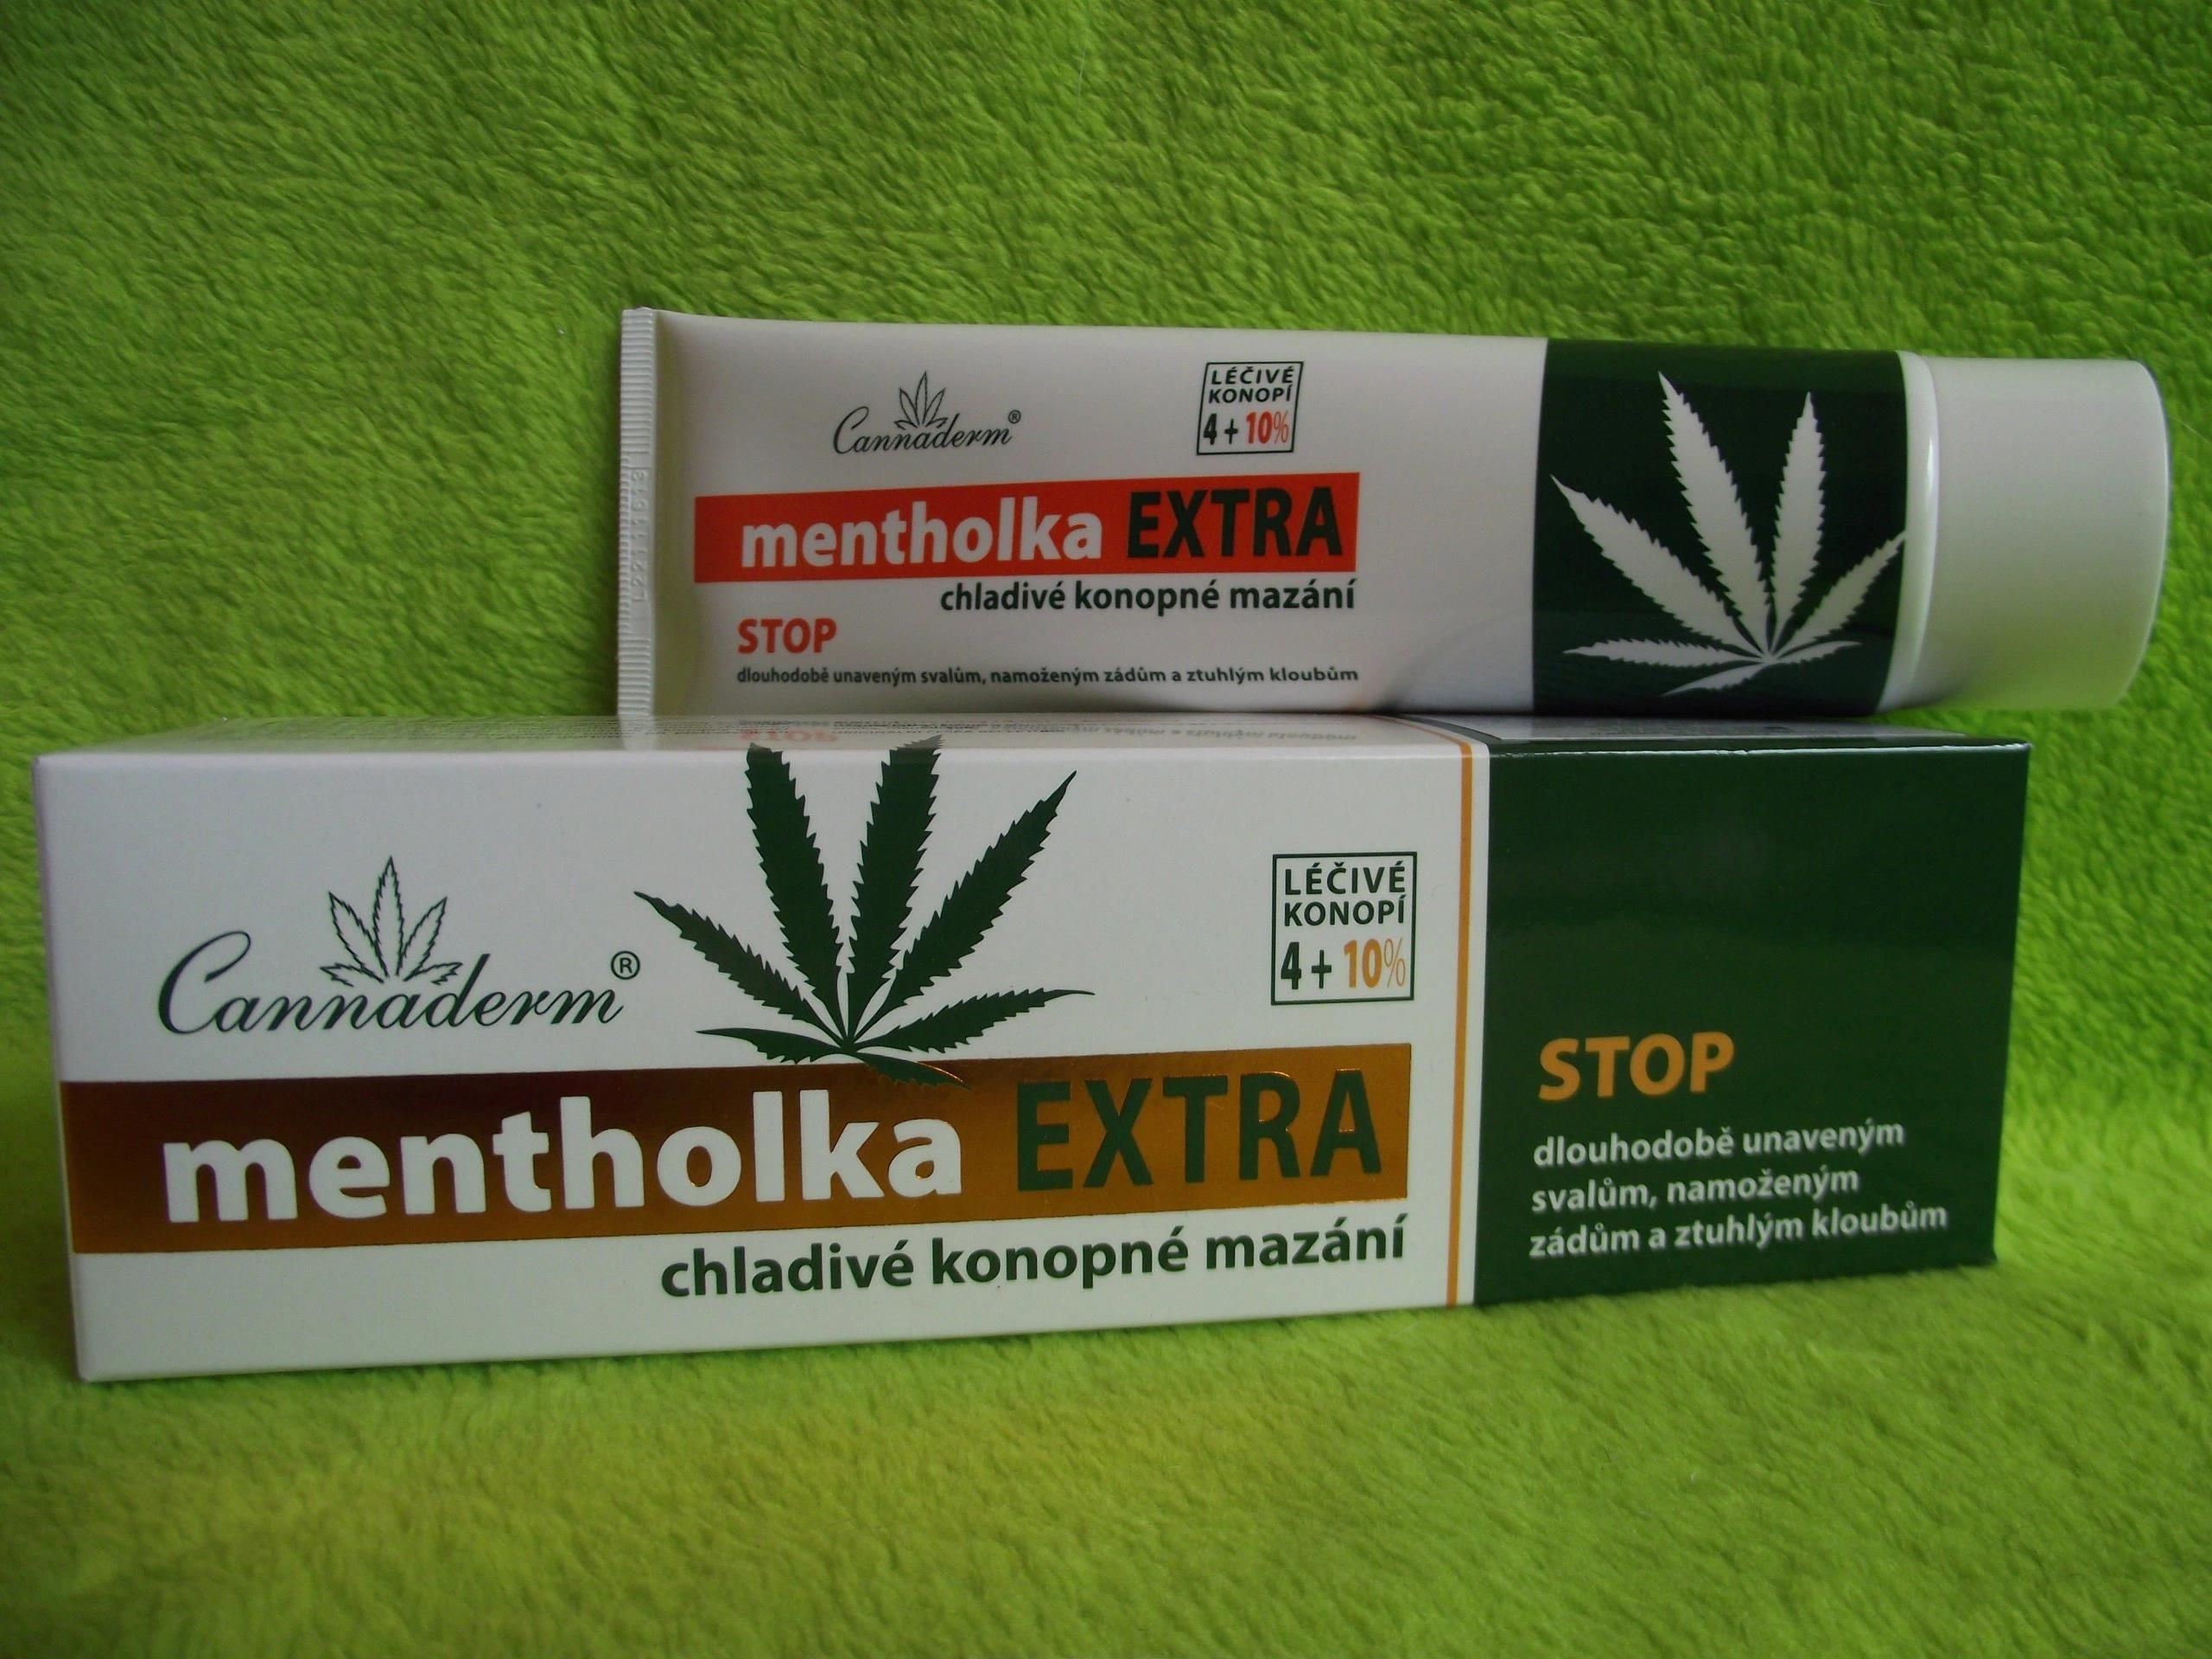 Cannaderm®
LÉČIVÉ
KONOPÍ
4 + 10%
mentholka EXTRA
chladivé konopné mazání
STOP
dlouhodobě unaveným svalům, namoženým zádům a ztuhlým kloubům
Cannaderm®
LÉČIVÉ
KONOPÍ
4 + 10%
mentholka EXTRA
chladivé konopné mazání
STOP
dlouhodobě unaveným
svalům, namoženým
zádům a ztuhlým kloubům